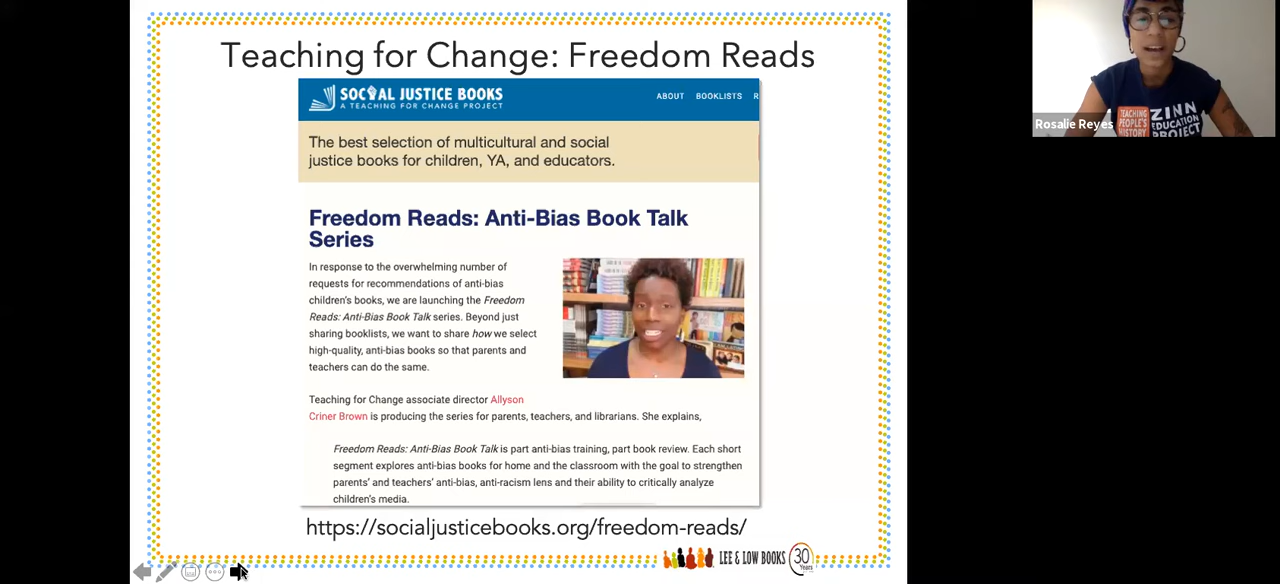 Teaching for Change: Freedom Reads
SOCIAL JUSTICE BOOKS
A TEACHING FOR CHANGE PROJECT
ABOUT BOOKLISTS R
The best selection of multicultural and social
justice books for children, YA, and educators.
Freedom Reads: Anti-Bias Book Talk
Series
In response to the overwhelming number of
requests for recommendations of anti-bias
children's books, we are launching the Freedom
Reads: Anti-Bias Book Talk series. Beyond just
sharing booklists, we want to share how we select
high-quality, anti-bias books so that parents and
teachers can do the same.
Teaching for Change associate director Allyson
Criner Brown is producing the series for parents, teachers, and librarians. She explains,
Freedom Reads: Anti-Bias Book Talk is part anti-bias training, part book review. Each short
segment explores anti-bias books for home and the classroom with the goal to strengthen
parents' and teachers' anti-bias, anti-racism lens and their ability to critically analyze
children's media.
https://socialjusticebooks.org/freedom-reads/
LEE & LOW BOOKS
30
Years
Rosalie Reyes
TEACHING
PEOPLE'S
HISTORY
ZINN
EDUCATION
PROJECT